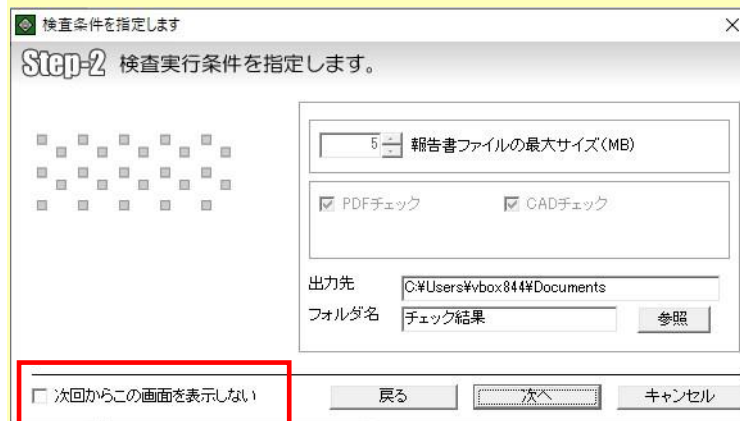 検査条件を指定します
Step-2 検査実行条件を指定します。
5 報告書ファイルの最大サイズ(MB)
PDFチェック CADチェック
出力先 C:¥Users¥vbox844¥Documents
フォルダ名 チェック結果 参照
次回からこの画面を表示しない 戻る 次へ キャンセル